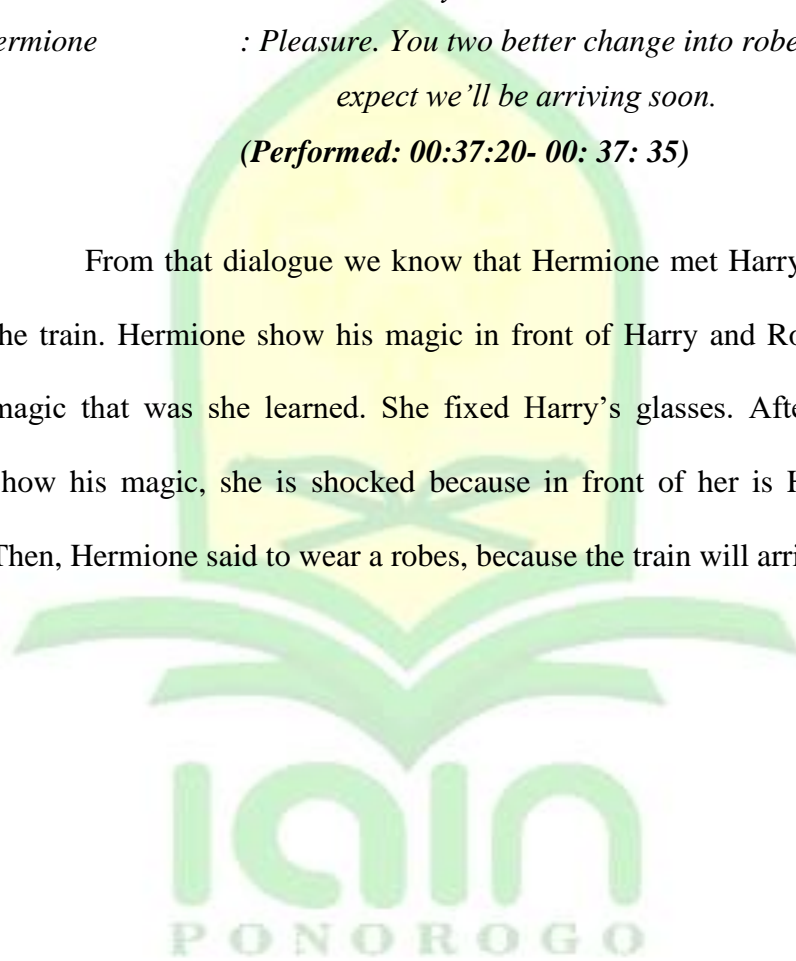 ermione : Pleasure. You two better change into robe
expect we'll be arriving soon.
(Performed: 00:37:20- 00: 37: 35)
From that dialogue we know that Hermione met Harry
he train. Hermione show his magic in front of Harry and Ro
magic that was she learned. She fixed Harry's glasses. Afte
how his magic, she is shocked because in front of her is H
Then, Hermione said to wear a robes, because the train will arri
iain
PONOROGO